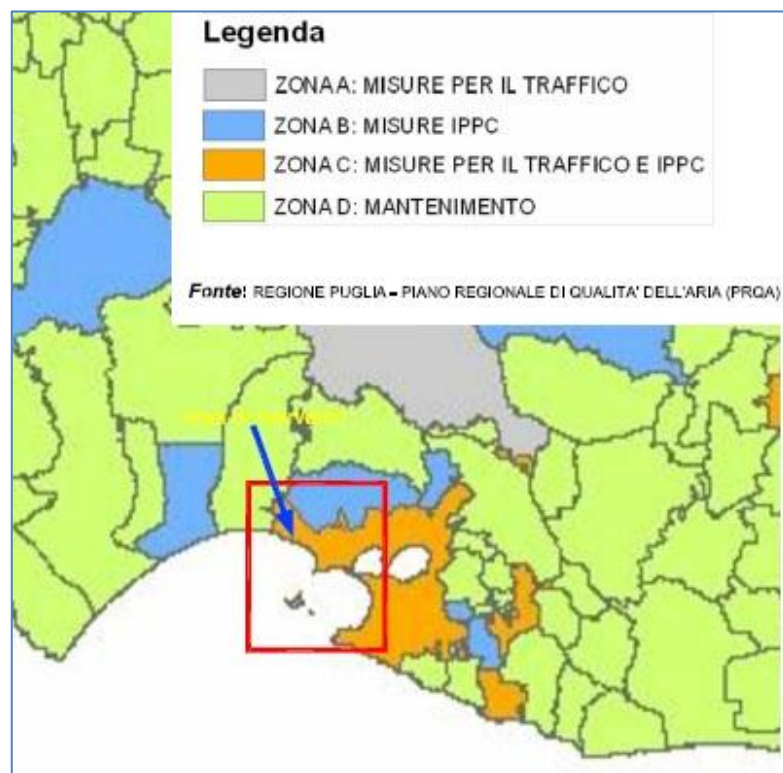 Legenda
ZONA A: MISURE PER IL TRAFFICO
ZONA B: MISURE IPPC
ZONA C: MISURE PER IL TRAFFICO E IPPC
ZONA D: MANTENIMENTO
Fonte: REGIONE PUGLIA – PIANO REGIONALE DI QUALITA' DELL'ARIA (PRQA)